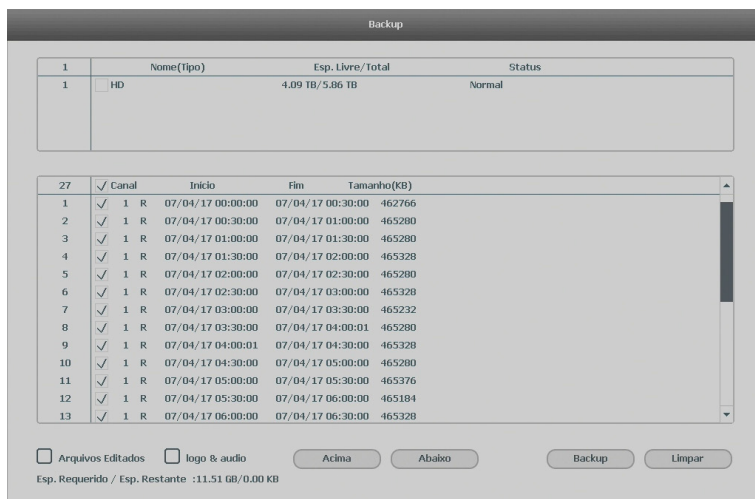 Backup
1 Nome(Tipo) Esp. Livre/Total Status
1 HD 4.09 TB/5.86 TB Normal
27 Canal Início Fim Tamanho(KB)
1 1 R 07/04/17 00:00:00 07/04/17 00:30:00 462766
2 1 R 07/04/17 00:30:00 07/04/17 01:00:00 465280
3 1 R 07/04/17 01:00:00 07/04/17 01:30:00 465280
4 1 R 07/04/17 01:30:00 07/04/17 02:00:00 465328
5 1 R 07/04/17 02:00:00 07/04/17 02:30:00 465280
6 1 R 07/04/17 02:30:00 07/04/17 03:00:00 465328
7 1 R 07/04/17 03:00:00 07/04/17 03:30:00 465232
8 1 R 07/04/17 03:30:00 07/04/17 04:00:01 465280
9 1 R 07/04/17 04:00:01 07/04/17 04:30:00 465328
10 1 R 07/04/17 04:30:00 07/04/17 05:00:00 465280
11 1 R 07/04/17 05:00:00 07/04/17 05:30:00 465376
12 1 R 07/04/17 05:30:00 07/04/17 06:00:00 465184
13 1 R 07/04/17 06:00:00 07/04/17 06:30:00 465328
Arquivos Editados logo & audio Acima Abaixo Backup Limpar
Esp. Requerido / Esp. Restante :11.51 GB/0.00 KB